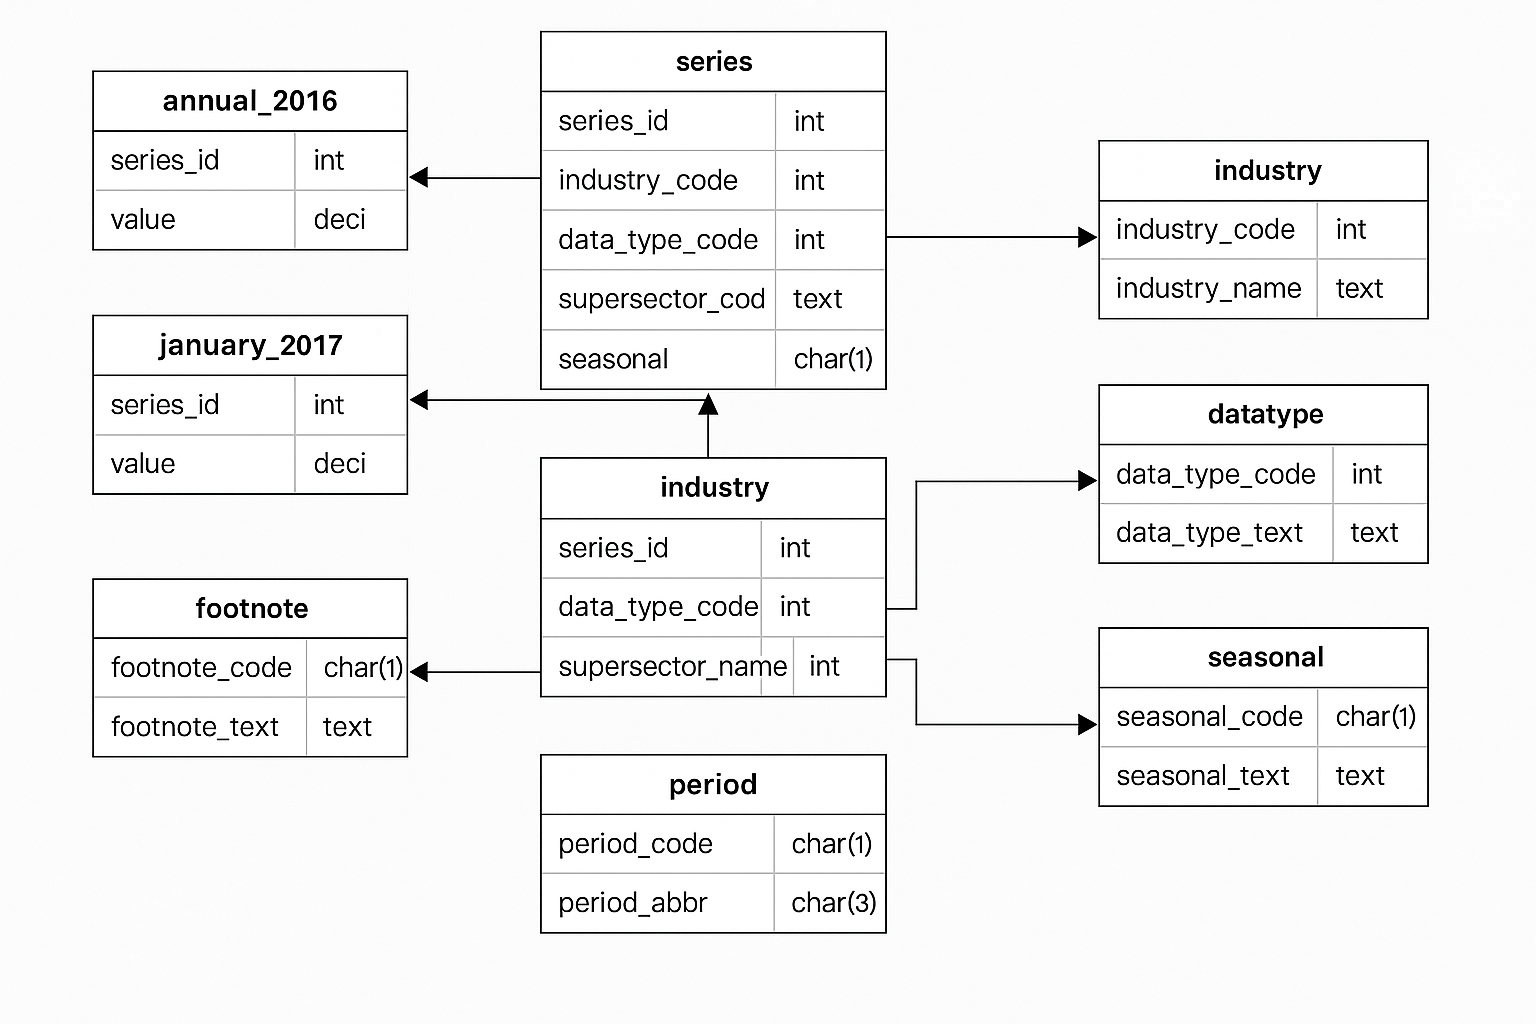 series
series_id int
industry_code int
data_type_code int
supersector_cod text
seasonal char(1)
annual_2016
series_id int
value deci
industry
industry_code int
industry_name text
january_2017
series_id int
value deci
datatype
data_type_code int
data_type_text text
industry
series_id int
data_type_code int
supersector_name int
footnote
footnote_code char(1)
footnote_text text
seasonal
seasonal_code char(1)
seasonal_text text
period
period_code char(1)
period_abbr char(3)